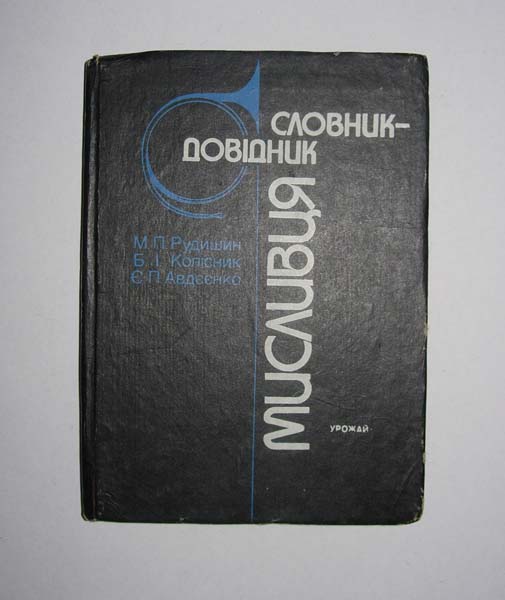 СЛОВНИК-
ДОВІДНИК
МИСЛИВЦЯ
М. П. Рудишин
Б. І. Колісник
Є. П. Авдєєнко
УРОЖАЙ